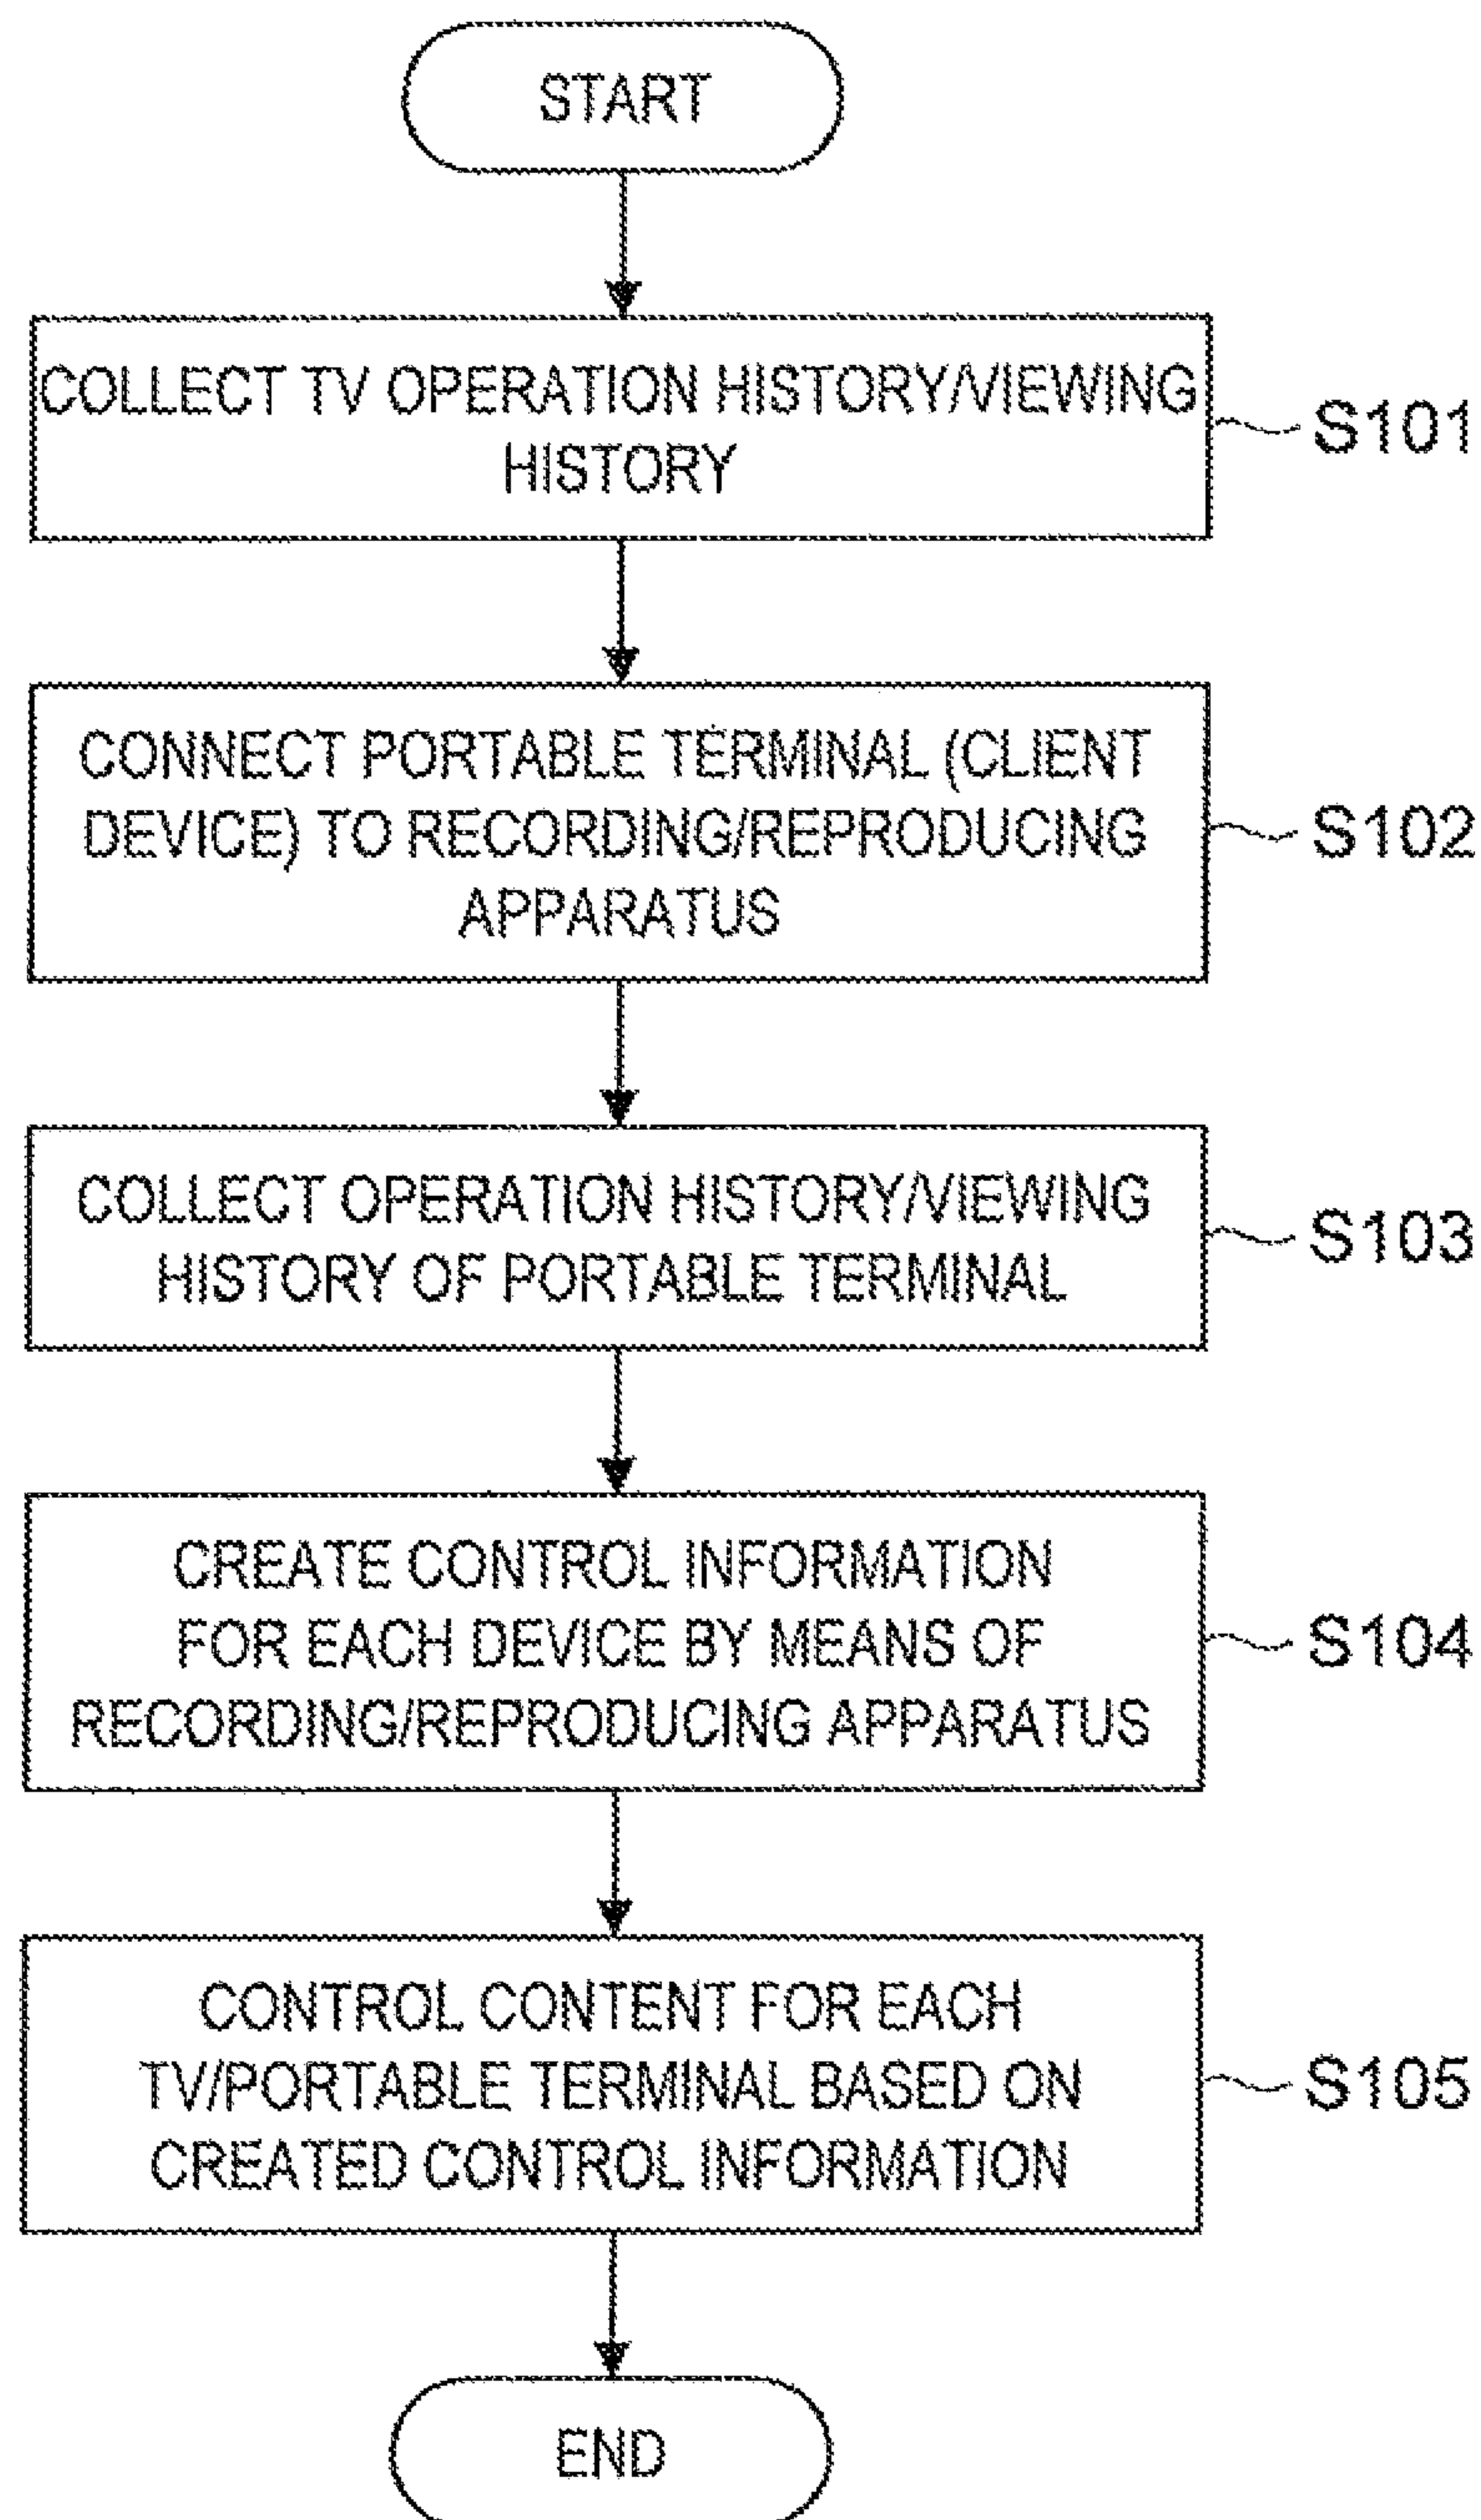 START
COLLECT TV OPERATION HISTORY/VIEWING
HISTORY
S101
CONNECT PORTABLE TERMINAL (CLIENT
DEVICE) TO RECORDING/REPRODUCING
APPARATUS
S102
COLLECT OPERATION HISTORY/VIEWING
HISTORY OF PORTABLE TERMINAL
S103
CREATE CONTROL INFORMATION
FOR EACH DEVICE BY MEANS OF
RECORDING/REPRODUCING APPARATUS
S104
CONTROL CONTENT FOR EACH
TV/PORTABLE TERMINAL BASED ON
CREATED CONTROL INFORMATION
S105
END